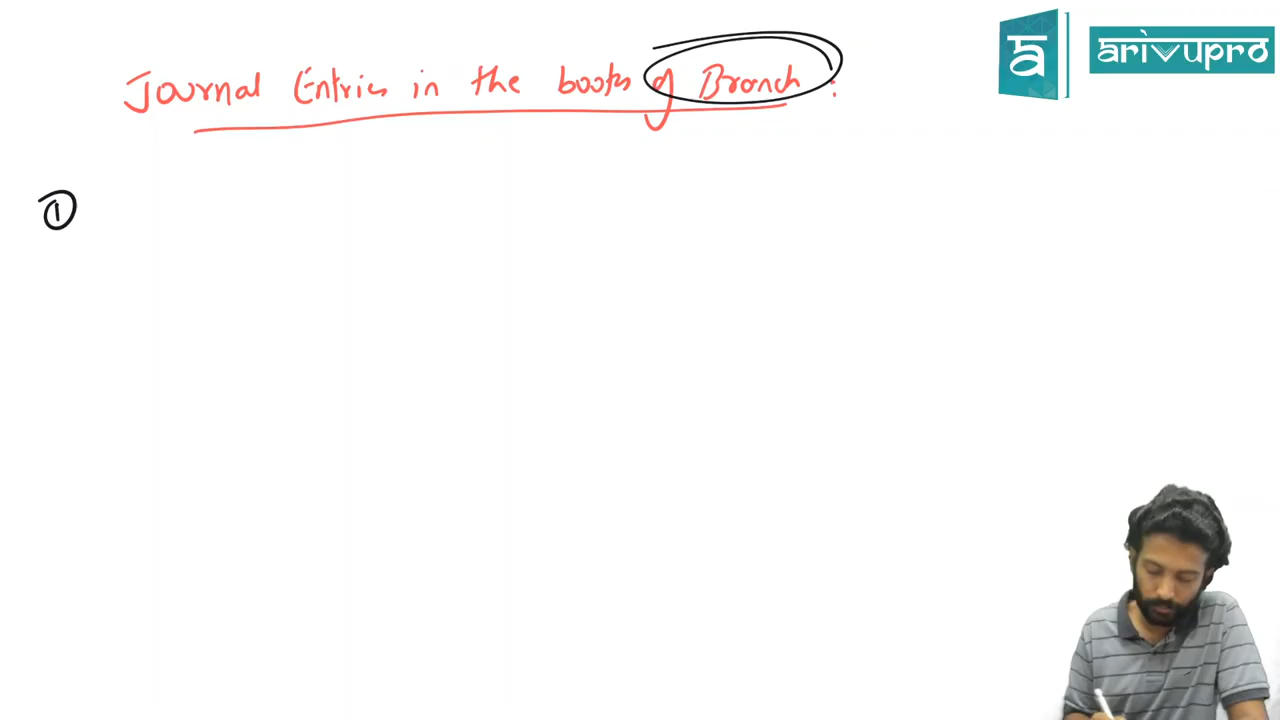 ā
arivupro
Journal Entries in the books of Branch :
①